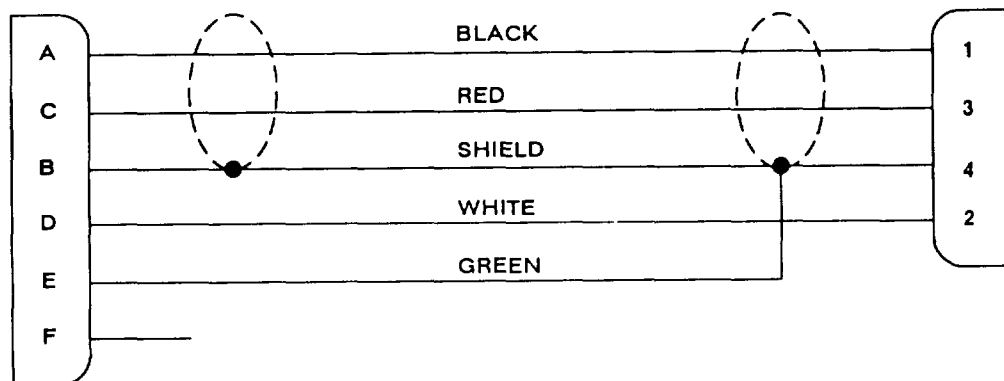 A BLACK 1
C RED 3
B SHIELD 4
D WHITE 2
E GREEN
F